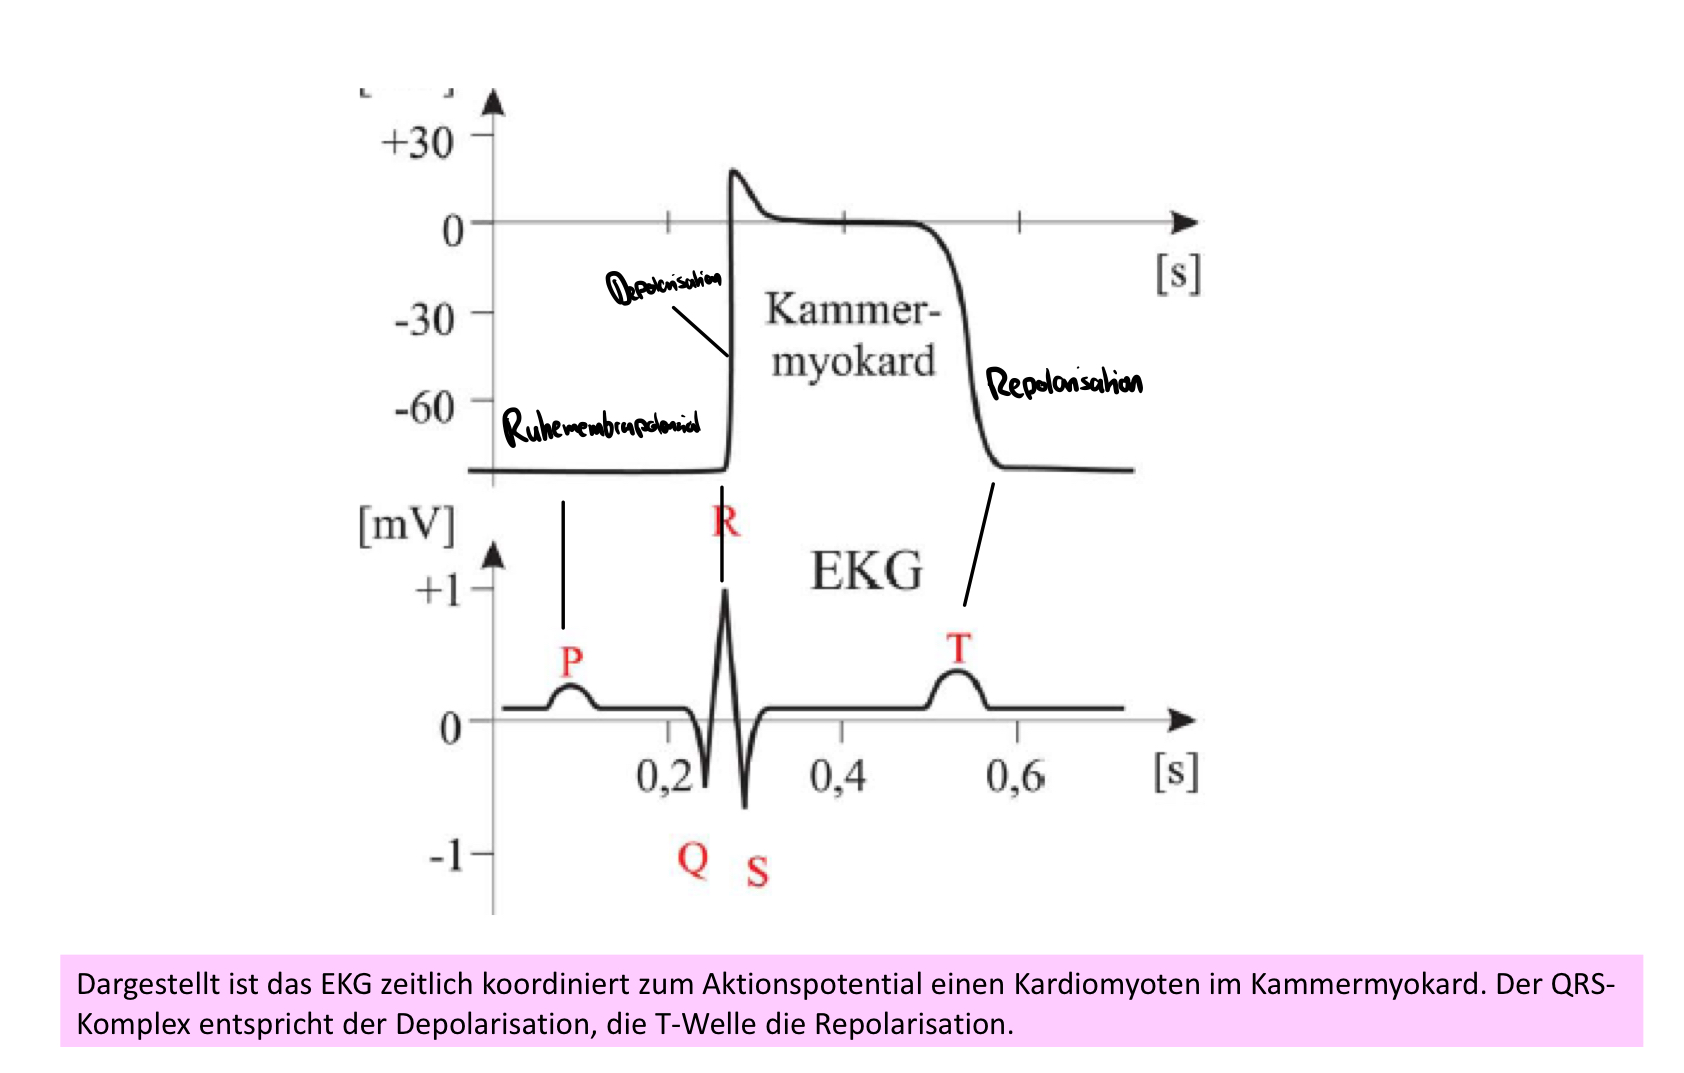 +30
0
[s]
Depolarisation
-30
Kammer-
myokard
-60
Repolarisation
[mV]
R
EKG
+1
P
T
0
0,2
0,4
0,6
[s]
-1
Q
S
Dargestellt ist das EKG zeitlich koordiniert zum Aktionspotential einen Kardiomyoten im Kammermyokard. Der QRS-
Komplex entspricht der Depolarisation, die T-Welle die Repolarisation.